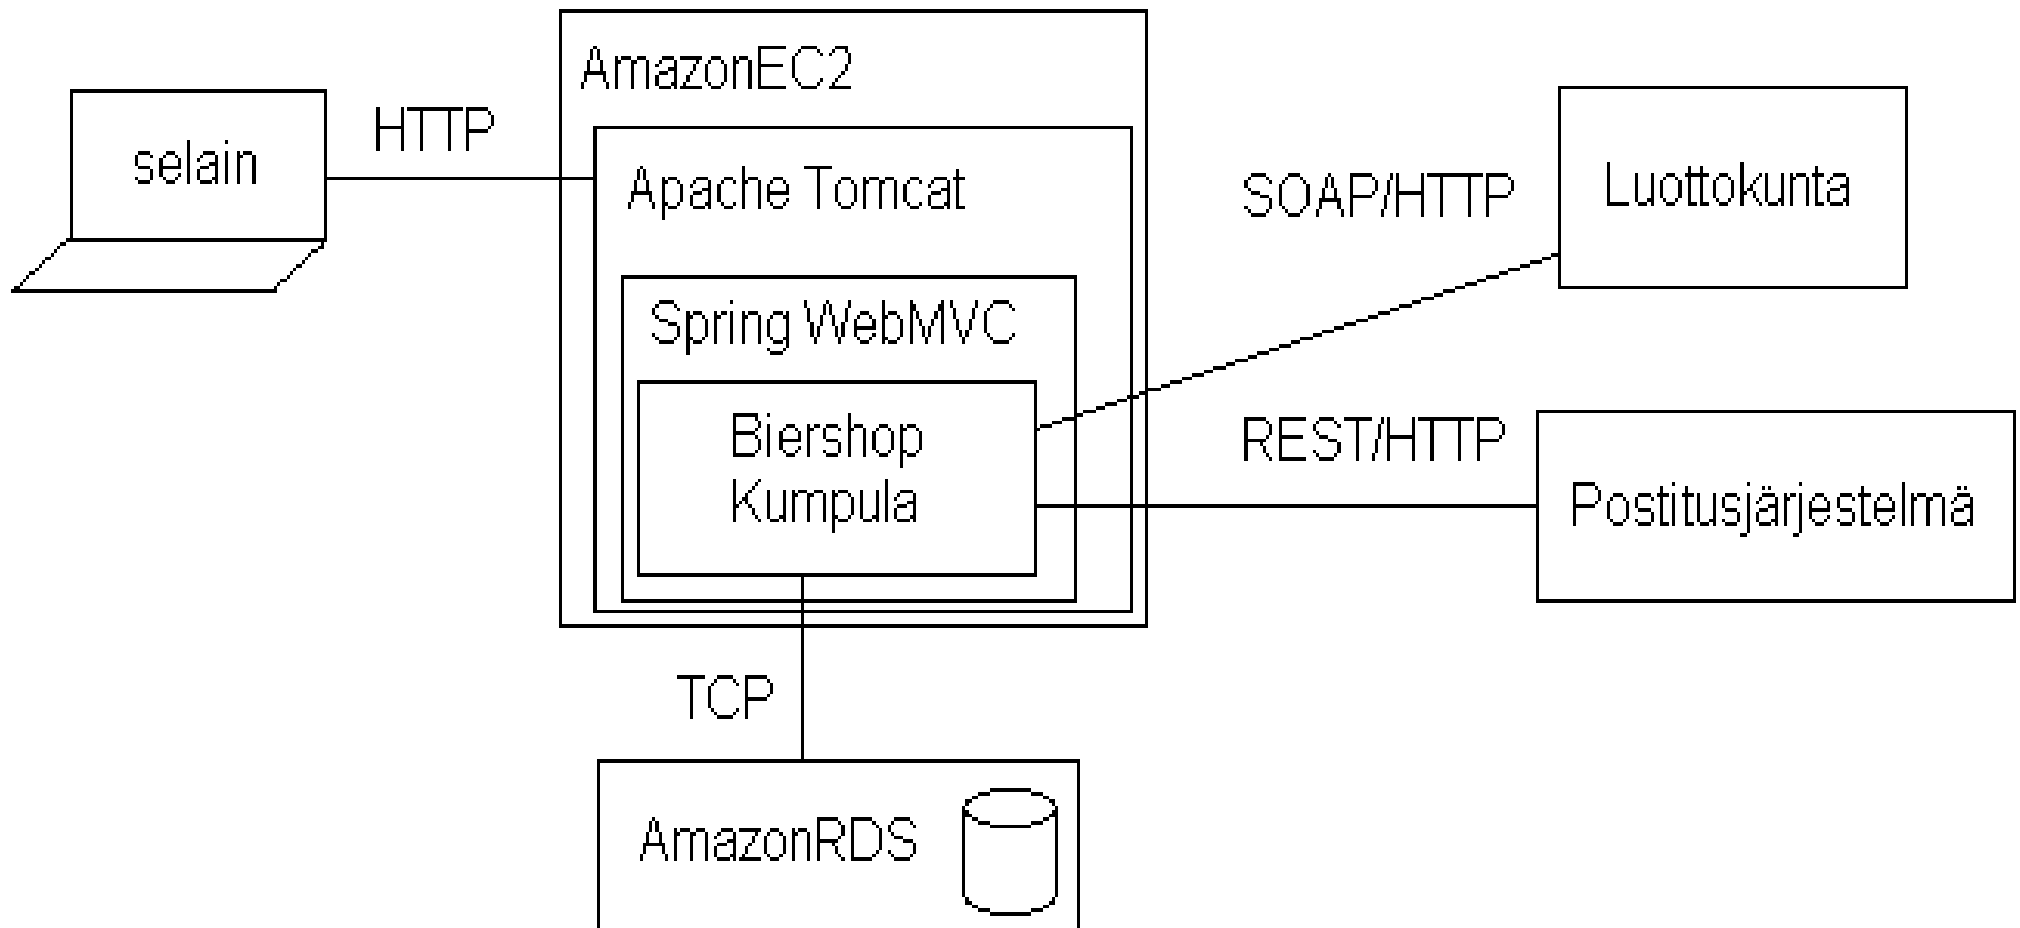 AmazonEC2
HTTP
selain
Apache Tomcat
SOAP/HTTP
Luottokunta
Spring WebMVC
Biershop
Kumpula
REST/HTTP
Postitusjärjestelmä
TCP
AmazonRDS